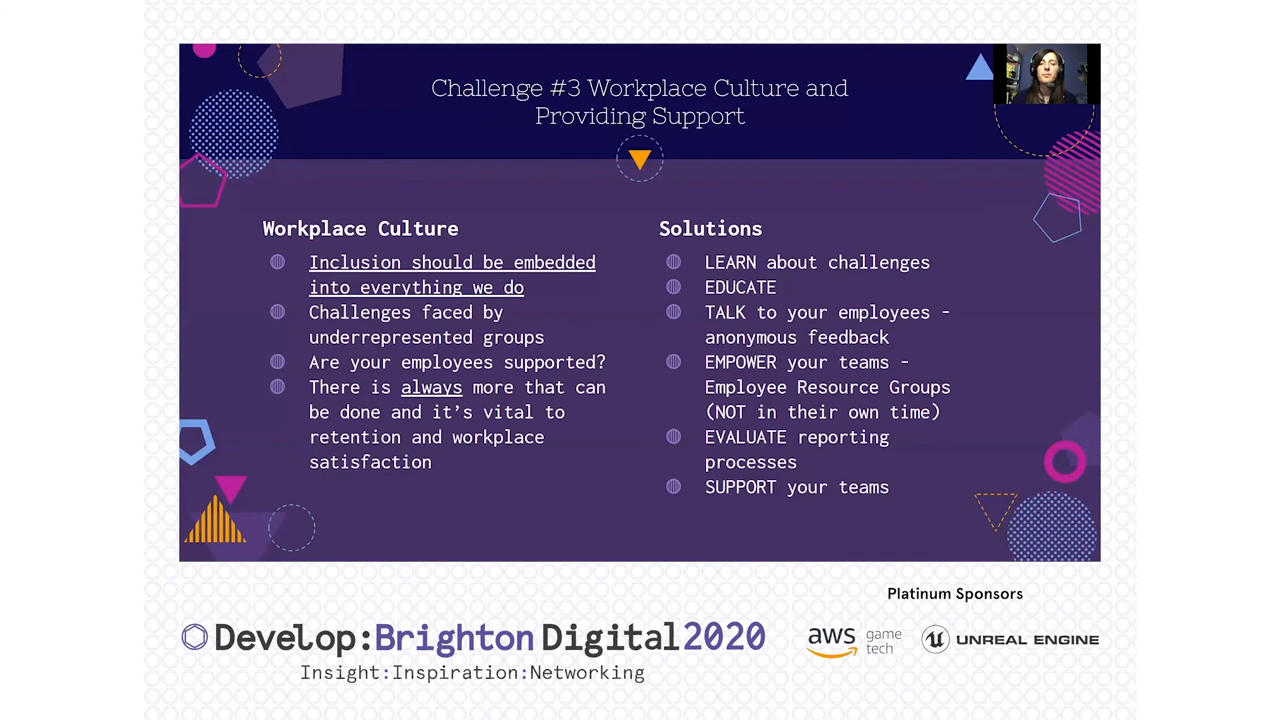 Challenge #3 Workplace Culture and
Providing Support
Workplace Culture
Inclusion should be embedded
into everything we do
Challenges faced by
underrepresented groups
Are your employees supported?
There is always more that can
be done and it's vital to
retention and workplace
satisfaction
Solutions
LEARN about challenges
EDUCATE
TALK to your employees -
anonymous feedback
EMPOWER your teams -
Employee Resource Groups
(NOT in their own time)
EVALUATE reporting
processes
SUPPORT your teams
Platinum Sponsors
Develop:Brighton Digital 2020
Insight:Inspiration:Networking
aws game
tech
UNREAL ENGINE